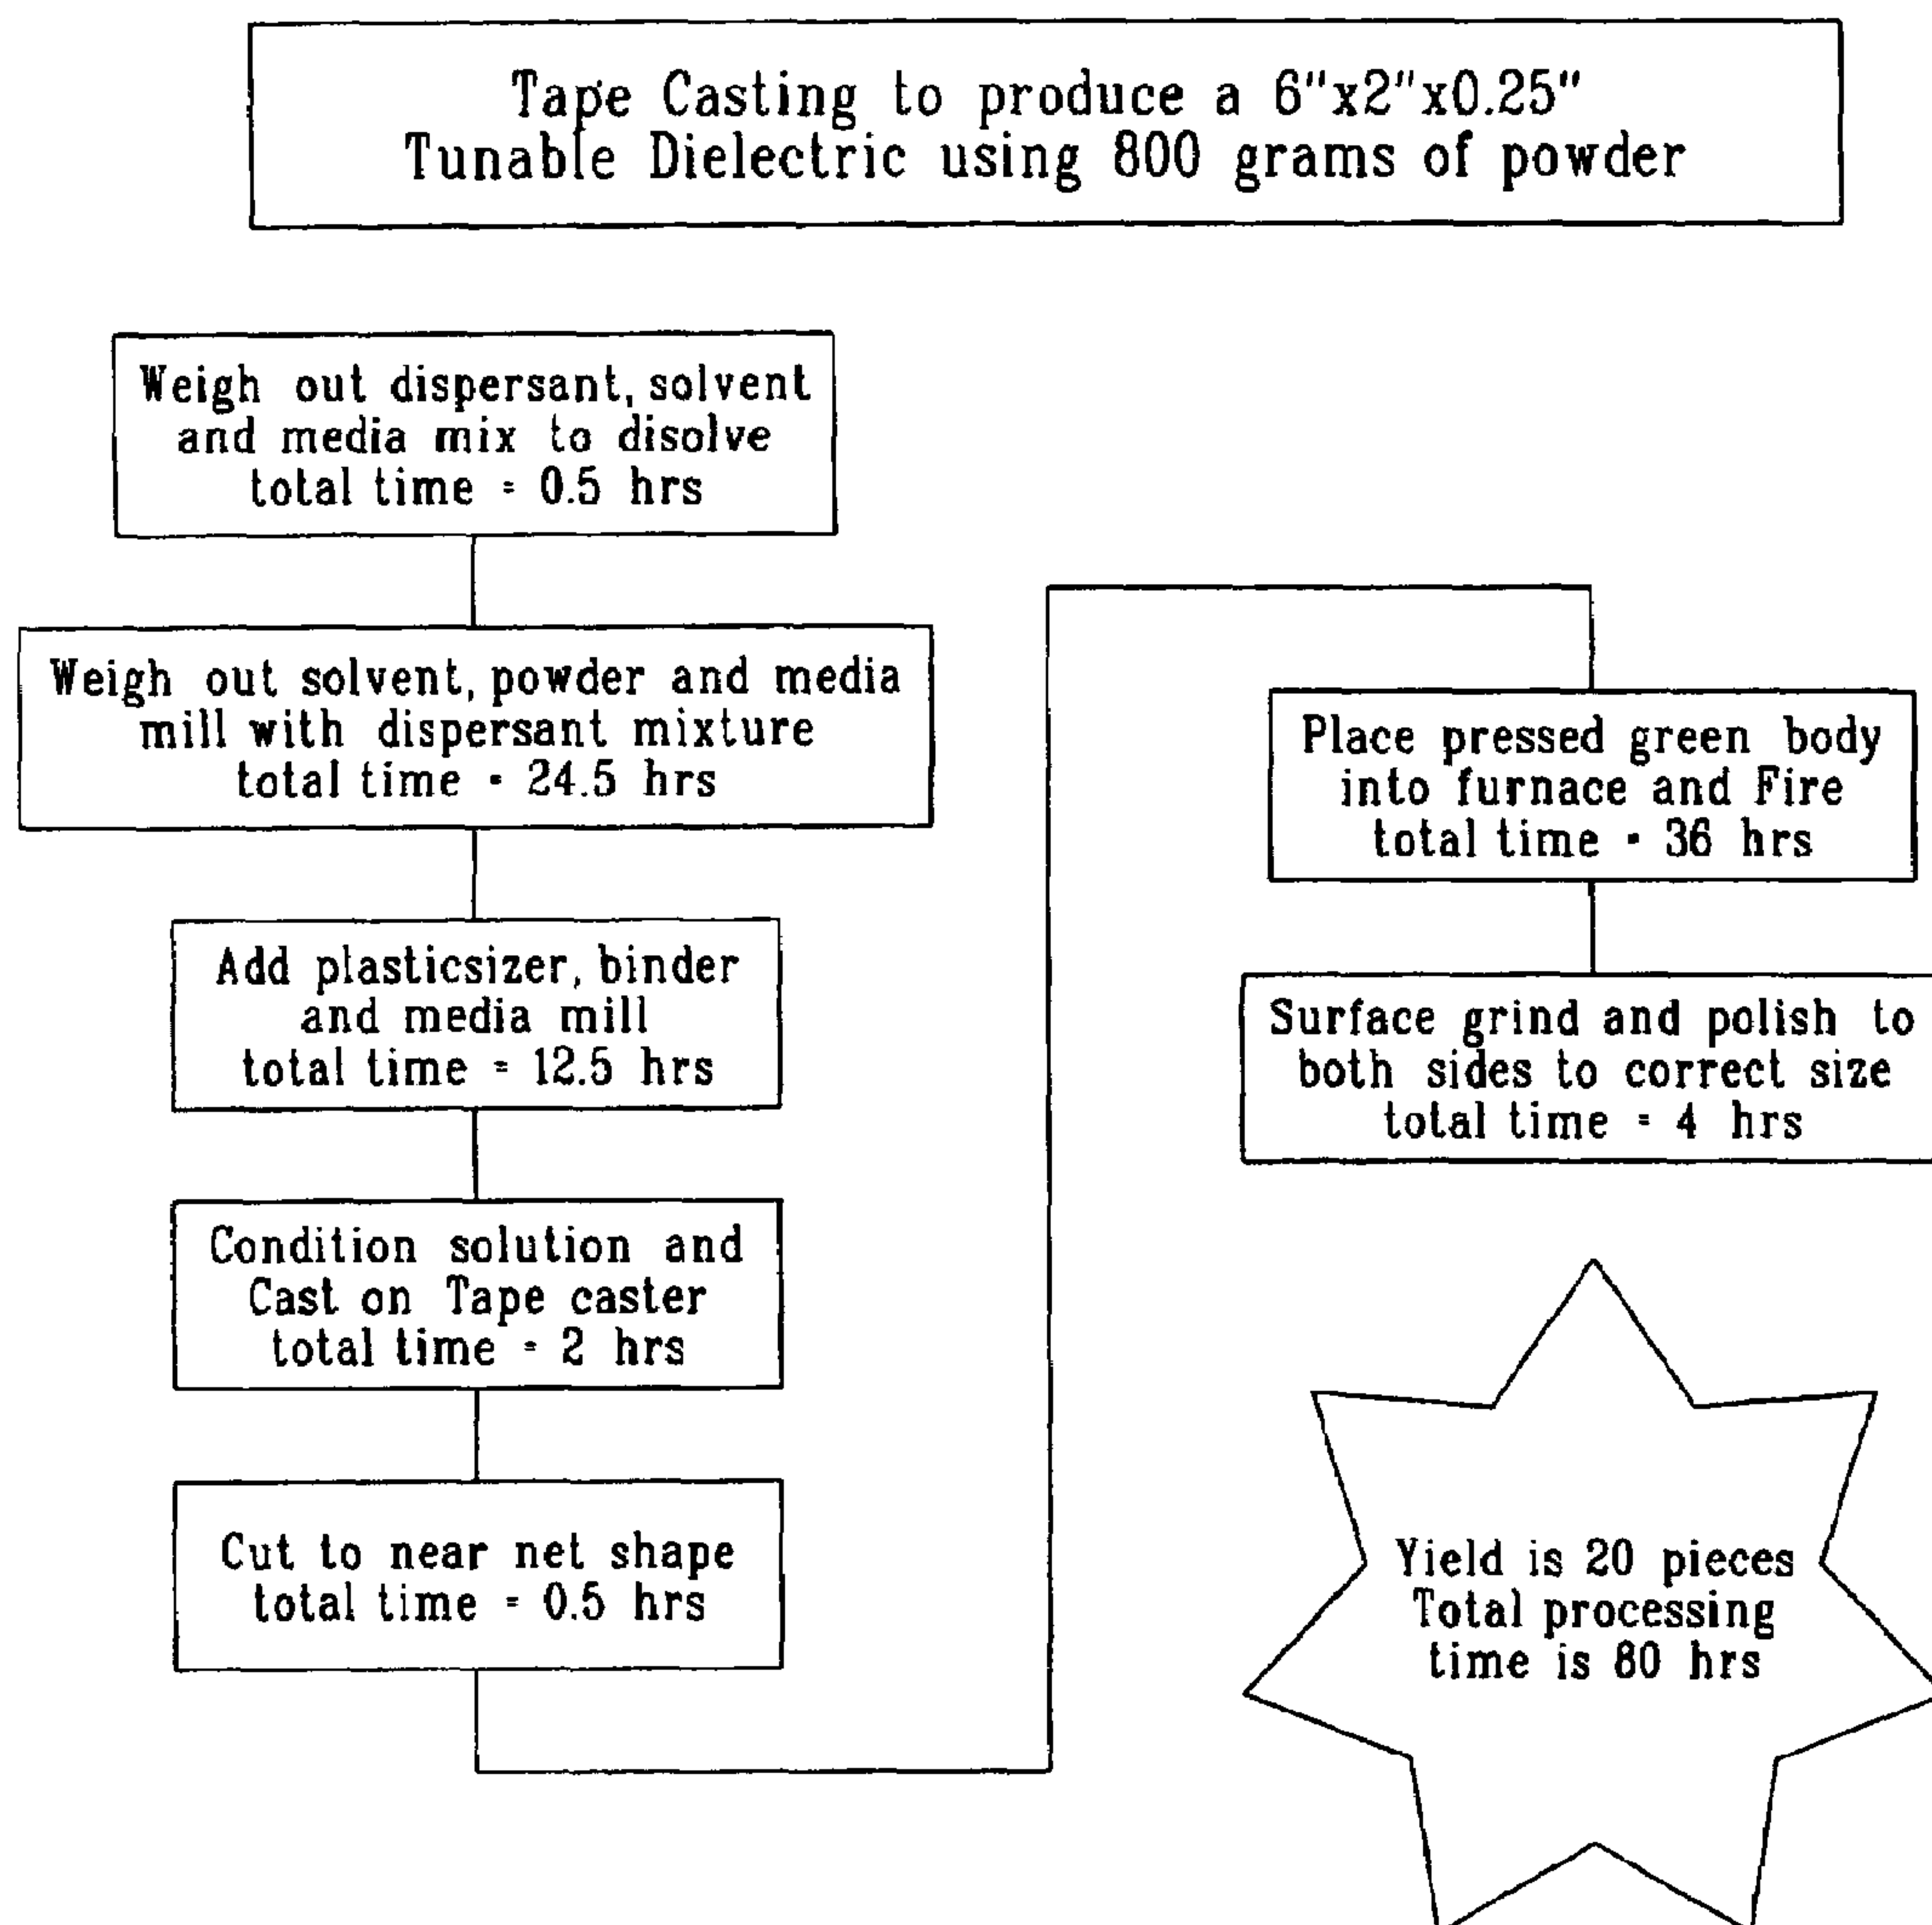 Tape Casting to produce a 6"x2"x0.25"
Tunable Dielectric using 800 grams of powder
Weigh out dispersant, solvent
and media mix to disolve
total time = 0.5 hrs
Weigh out solvent, powder and media
mill with dispersant mixture
total time = 24.5 hrs
Add plasticsizer, binder
and media mill
total time = 12.5 hrs
Condition solution and
Cast on Tape caster
total time = 2 hrs
Cut to near net shape
total time = 0.5 hrs
Place pressed green body
into furnace and Fire
total time = 36 hrs
Surface grind and polish to
both sides to correct size
total time = 4 hrs
Yield is 20 pieces
Total processing
time is 80 hrs